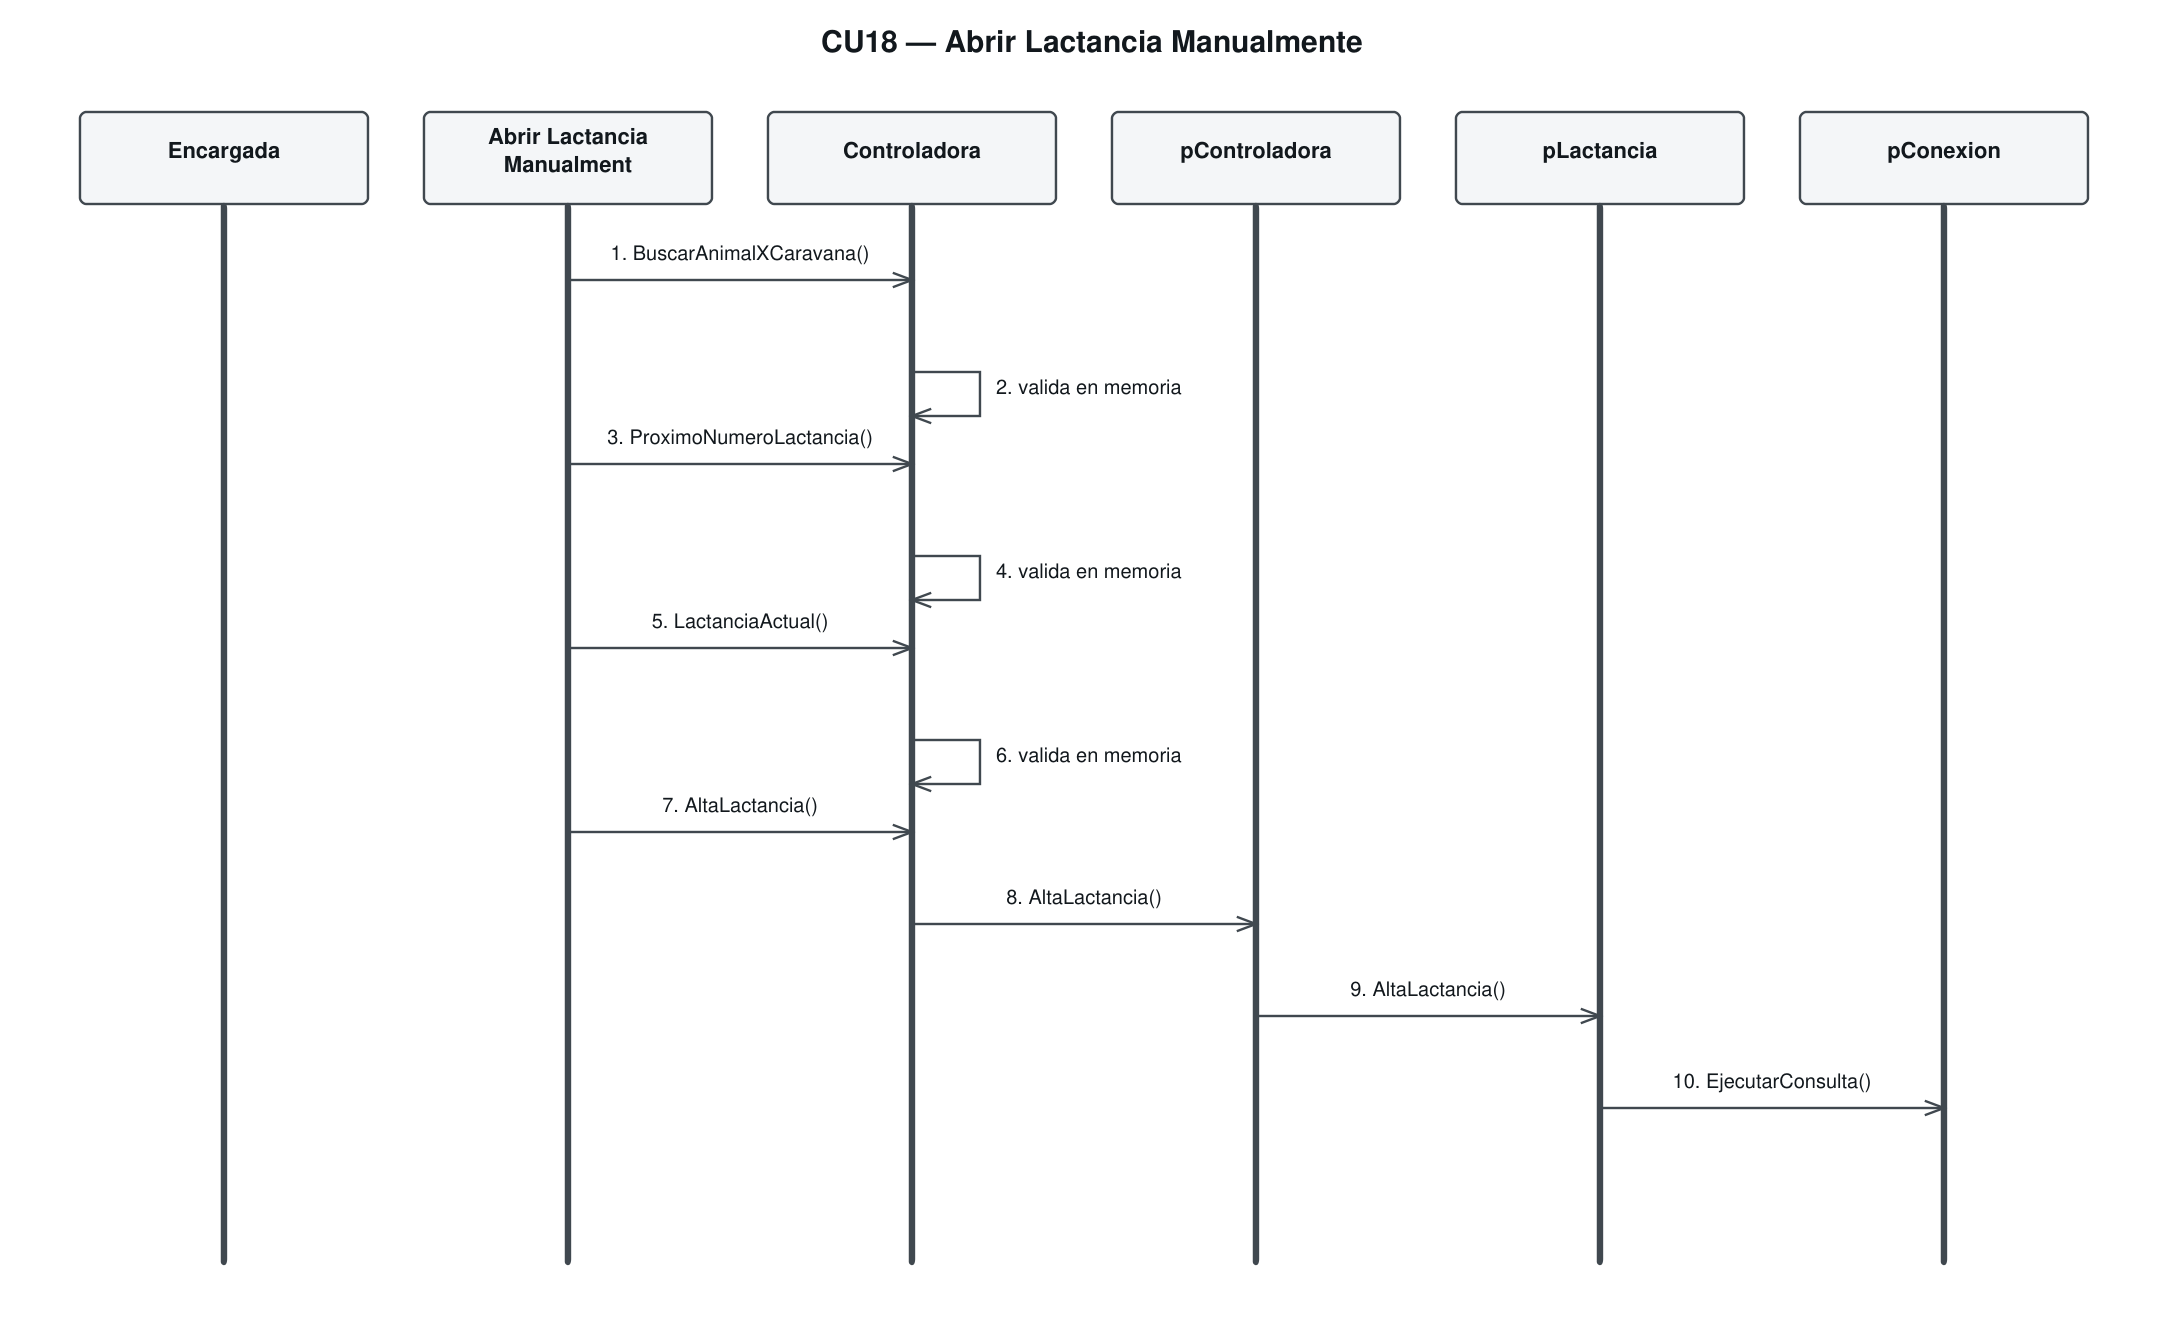 CU18 — Abrir Lactancia Manualmente
Encargada
Abrir Lactancia
Manualment
Controladora
pControladora
pLactancia
pConexion
1. BuscarAnimalXCaravana()
2. valida en memoria
3. ProximoNumeroLactancia()
4. valida en memoria
5. LactanciaActual()
6. valida en memoria
7. AltaLactancia()
8. AltaLactancia()
9. AltaLactancia()
10. EjecutarConsulta()